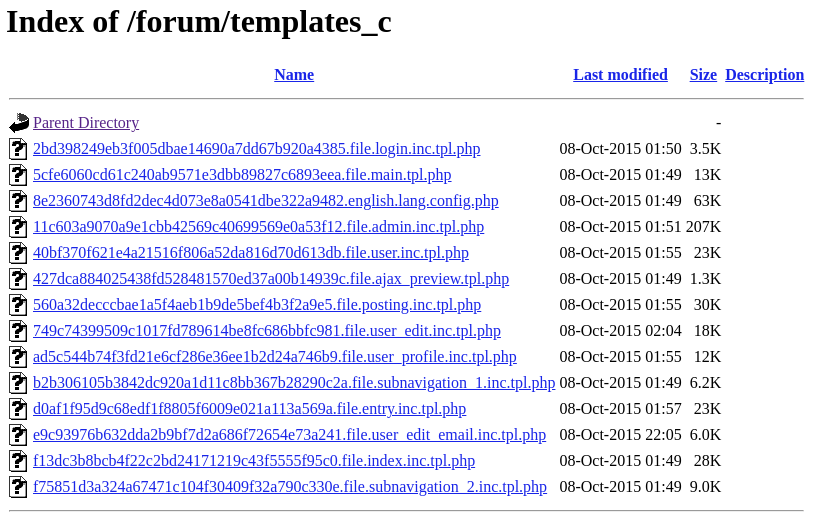 Index of /forum/templates_c
Name Last modified Size Description
Parent Directory -
2bd398249eb3f005dbae14690a7dd67b920a4385.file.login.inc.tpl.php 08-Oct-2015 01:50 3.5K
5cfe6060cd61c240ab9571e3dbb89827c6893eea.file.main.tpl.php 08-Oct-2015 01:49 13K
8e2360743d8fd2dec4d073e8a0541dbe322a9482.english.lang.config.php 08-Oct-2015 01:49 63K
11c603a9070a9e1cbb42569c40699569e0a53f12.file.admin.inc.tpl.php 08-Oct-2015 01:51 207K
40bf370f621e4a21516f806a52da816d70d613db.file.user.inc.tpl.php 08-Oct-2015 01:55 23K
427dca884025438fd528481570ed37a00b14939c.file.ajax_preview.tpl.php 08-Oct-2015 01:49 1.3K
560a32decccbae1a5f4aeb1b9de5bef4b3f2a9e5.file.posting.inc.tpl.php 08-Oct-2015 01:55 30K
749c74399509c1017fd789614be8fc686bbfc981.file.user_edit.inc.tpl.php 08-Oct-2015 02:04 18K
ad5c544b74f3fd21e6cf286e36ee1b2d24a746b9.file.user_profile.inc.tpl.php 08-Oct-2015 01:55 12K
b2b306105b3842dc920a1d11c8bb367b28290c2a.file.subnavigation_1.inc.tpl.php 08-Oct-2015 01:49 6.2K
d0af1f95d9c68edf1f8805f6009e021a113a569a.file.entry.inc.tpl.php 08-Oct-2015 01:57 23K
e9c93976b632dda2b9bf7d2a686f72654e73a241.file.user_edit_email.inc.tpl.php 08-Oct-2015 22:05 6.0K
f13dc3b8bcb4f22c2bd24171219c43f5555f95c0.file.index.inc.tpl.php 08-Oct-2015 01:49 28K
f75851d3a324a67471c104f30409f32a790c330e.file.subnavigation_2.inc.tpl.php 08-Oct-2015 01:49 9.0K